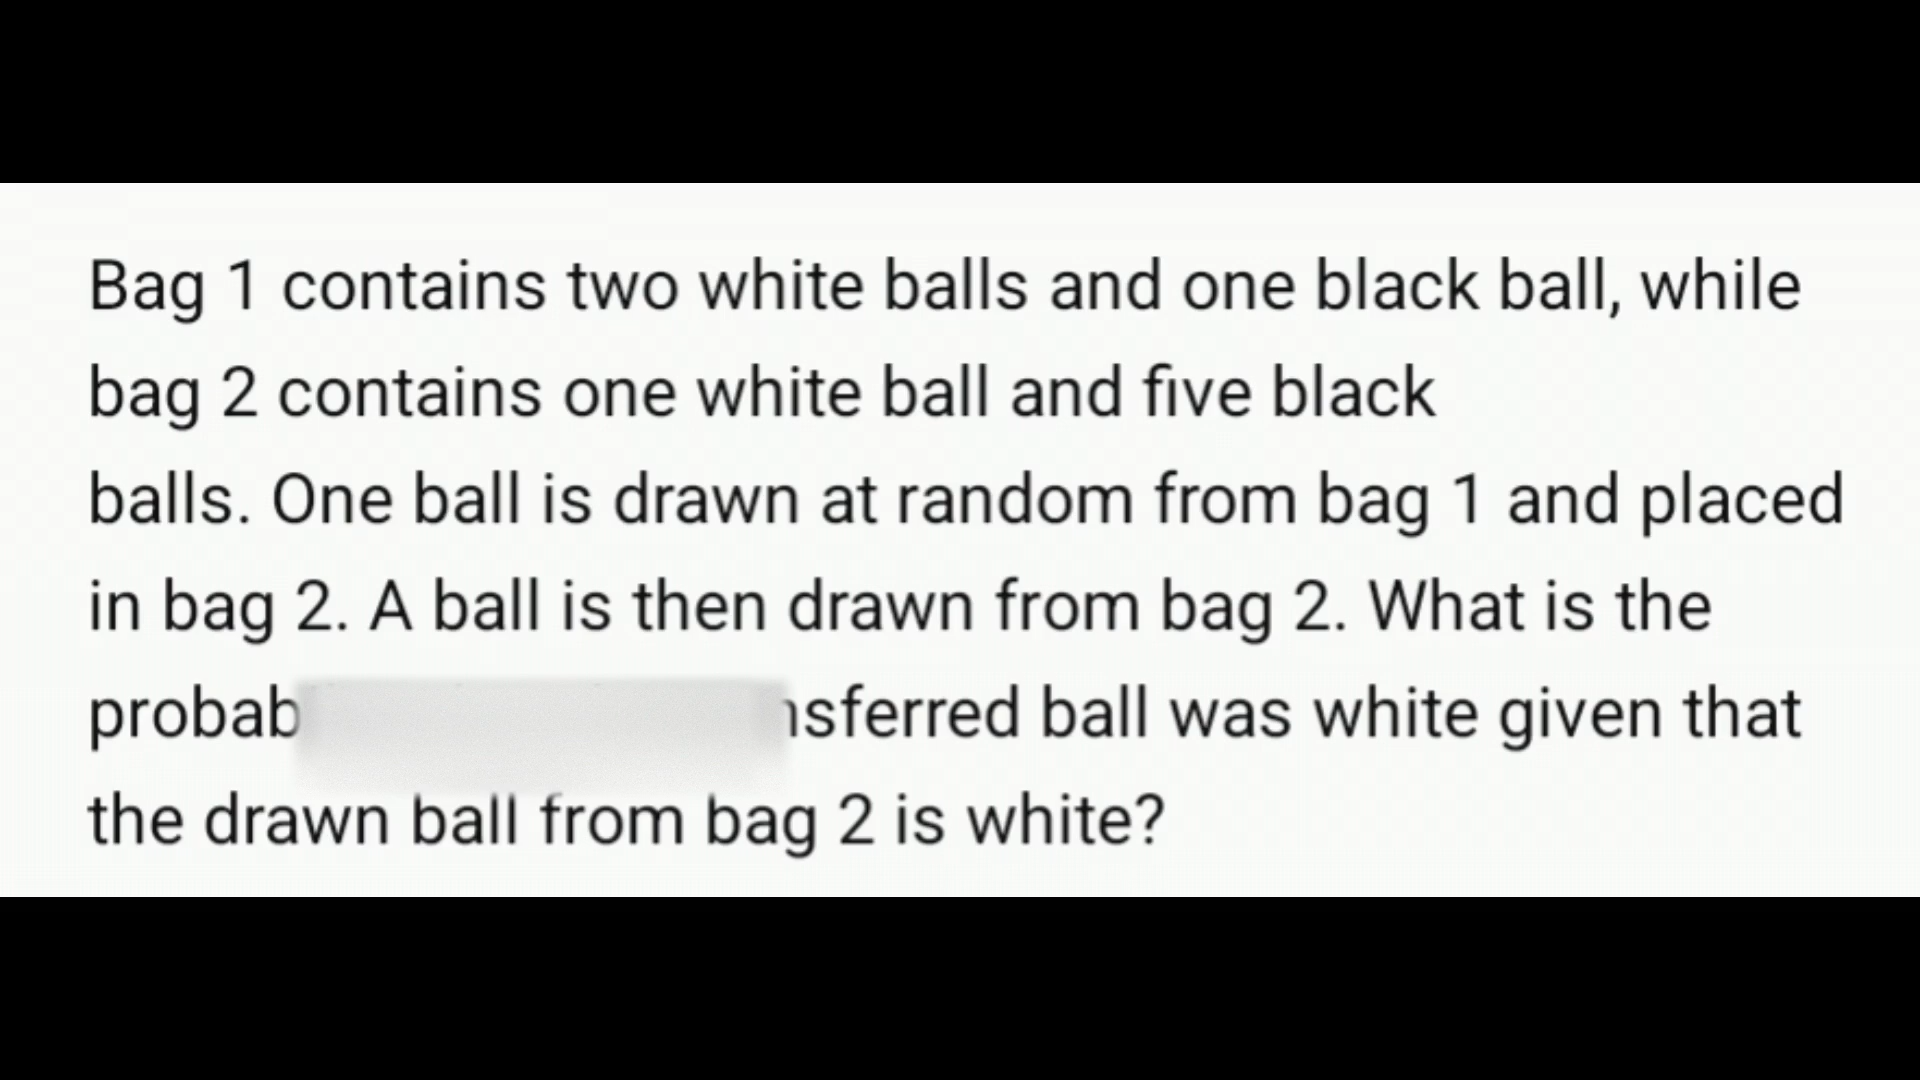 Bag 1 contains two white balls and one black ball, while
bag 2 contains one white ball and five black
balls. One ball is drawn at random from bag 1 and placed
in bag 2. A ball is then drawn from bag 2. What is the
ball was white given that
the drawn ball from bag 2 is white?